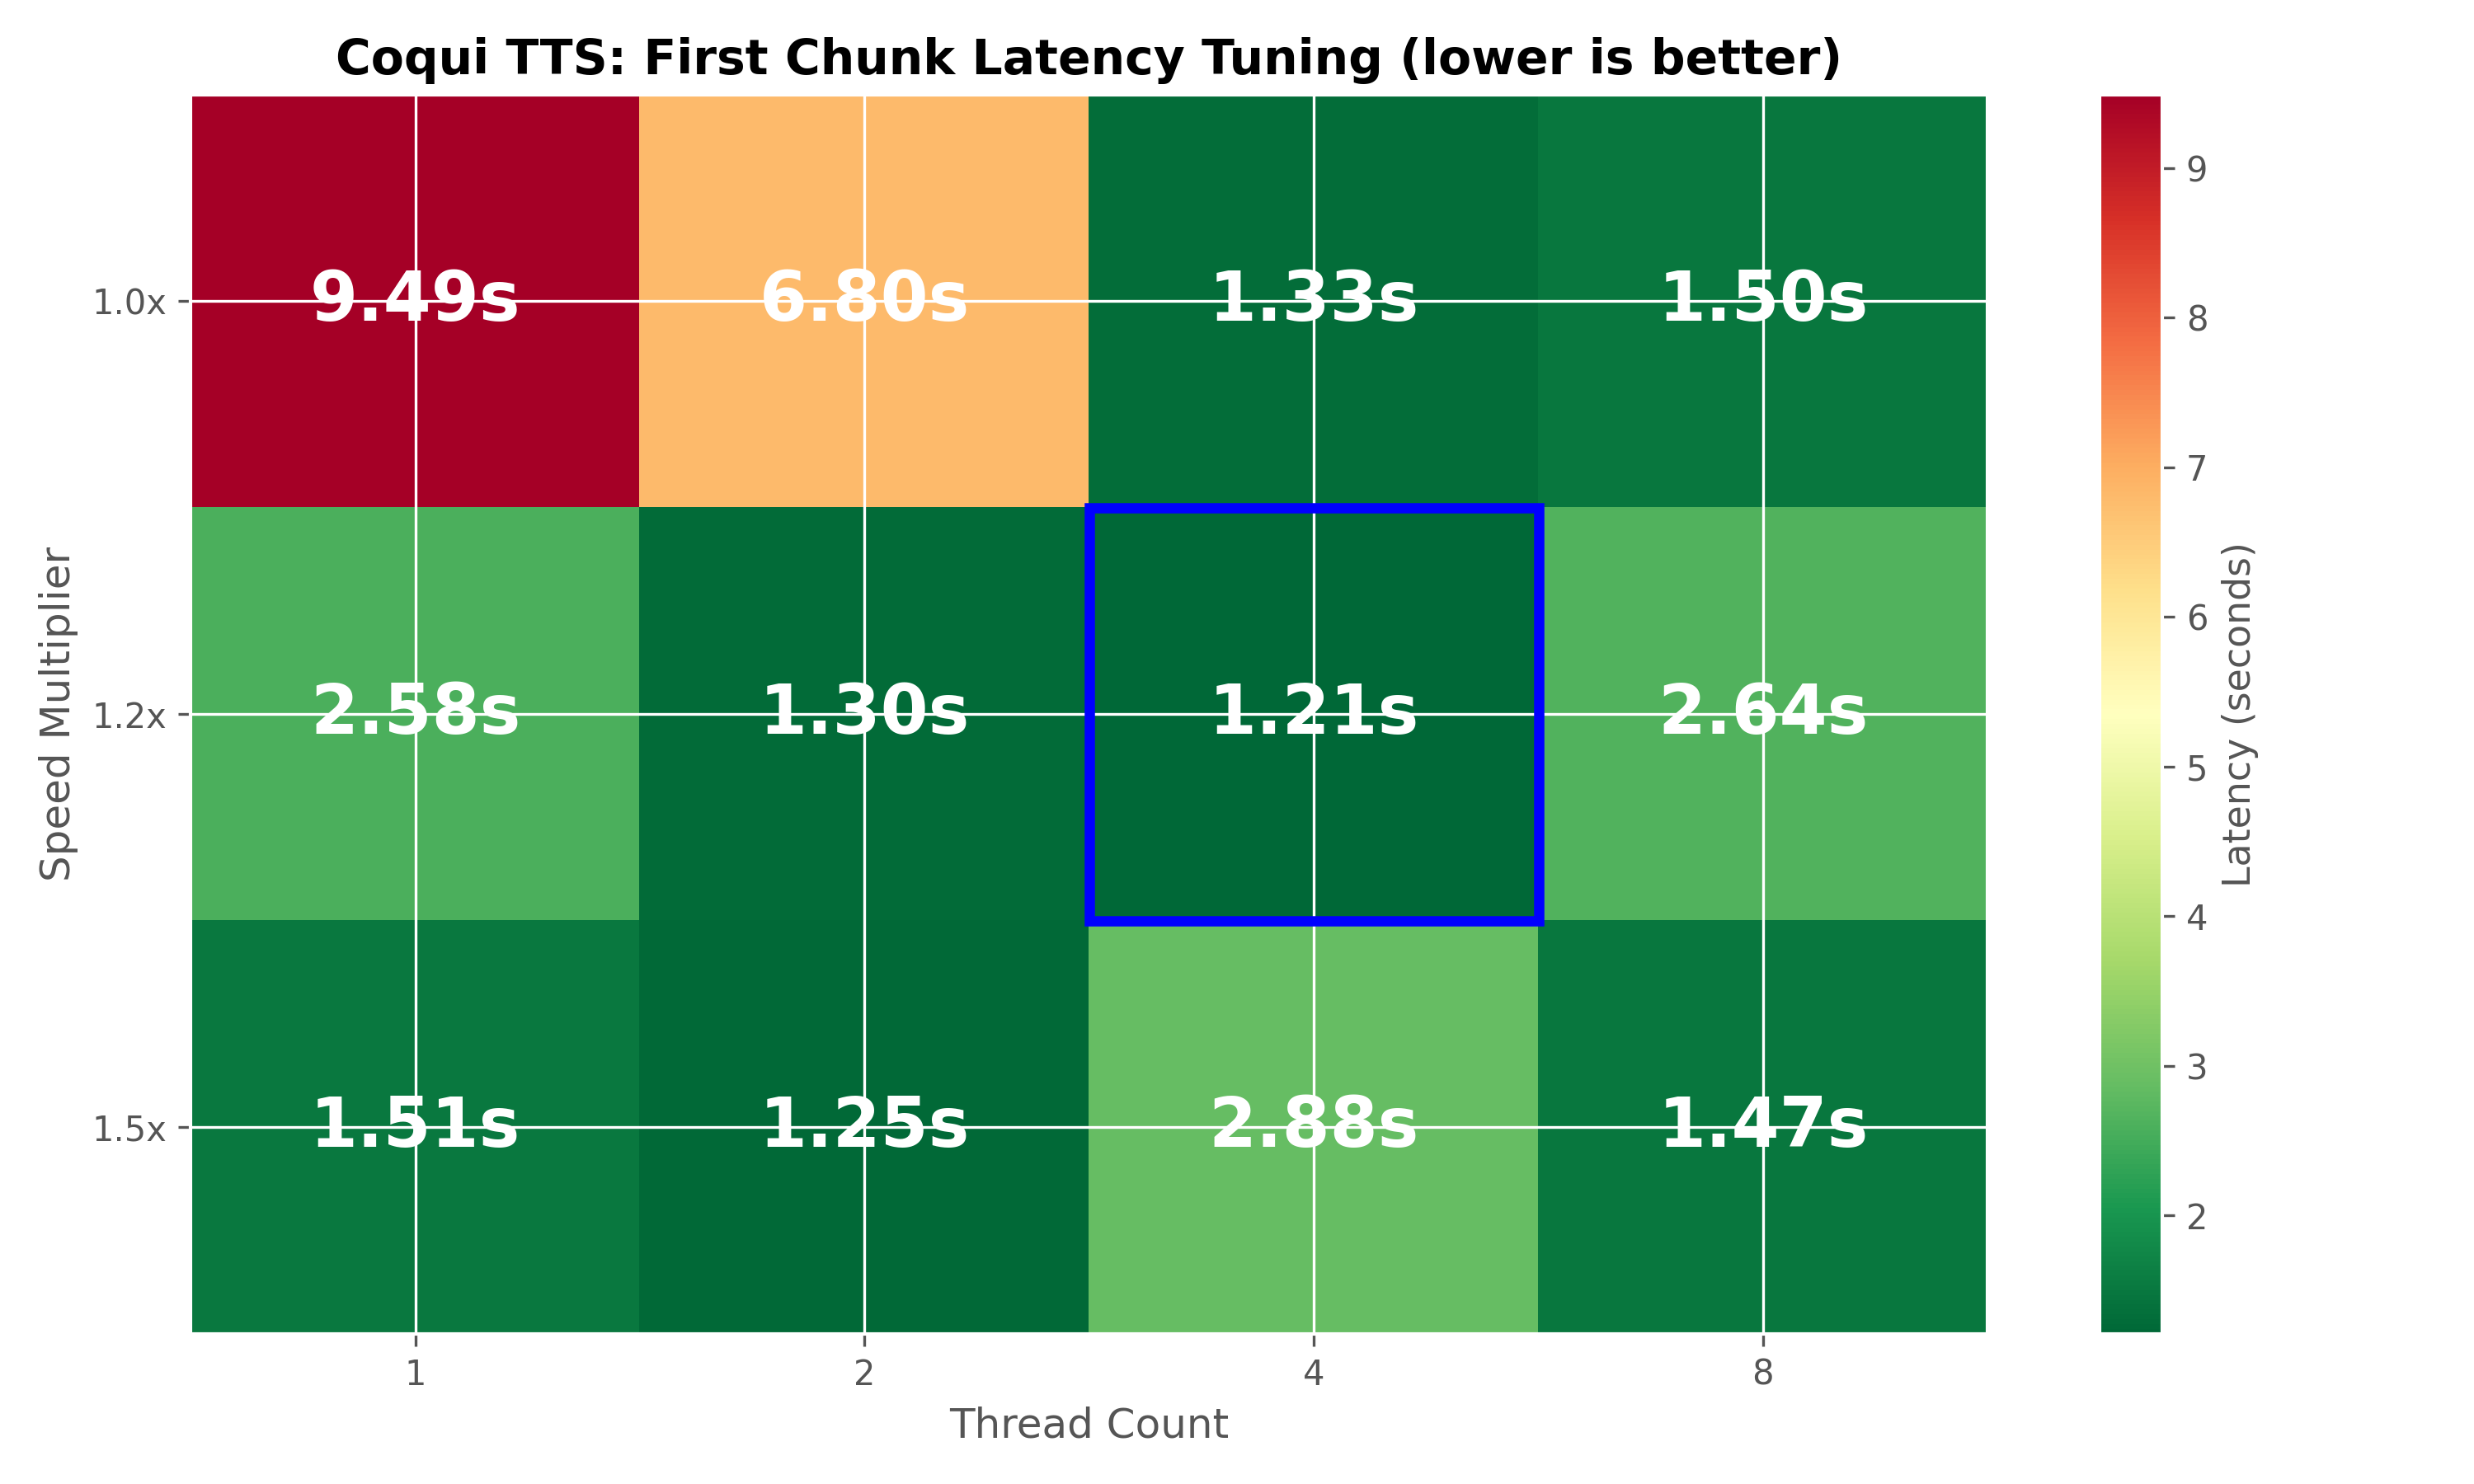 Coqui TTS: First Chunk Latency Tuning (lower is better)
1.0x
9.49s
6.80s
1.33s
1.50s
1.2x
2.58s
1.30s
1.21s
2.64s
1.5x
1.51s
1.25s
2.88s
1.47s
1
2
4
8
Thread Count
Speed Multiplier
9
8
7
6
5
4
3
2
Latency (seconds)